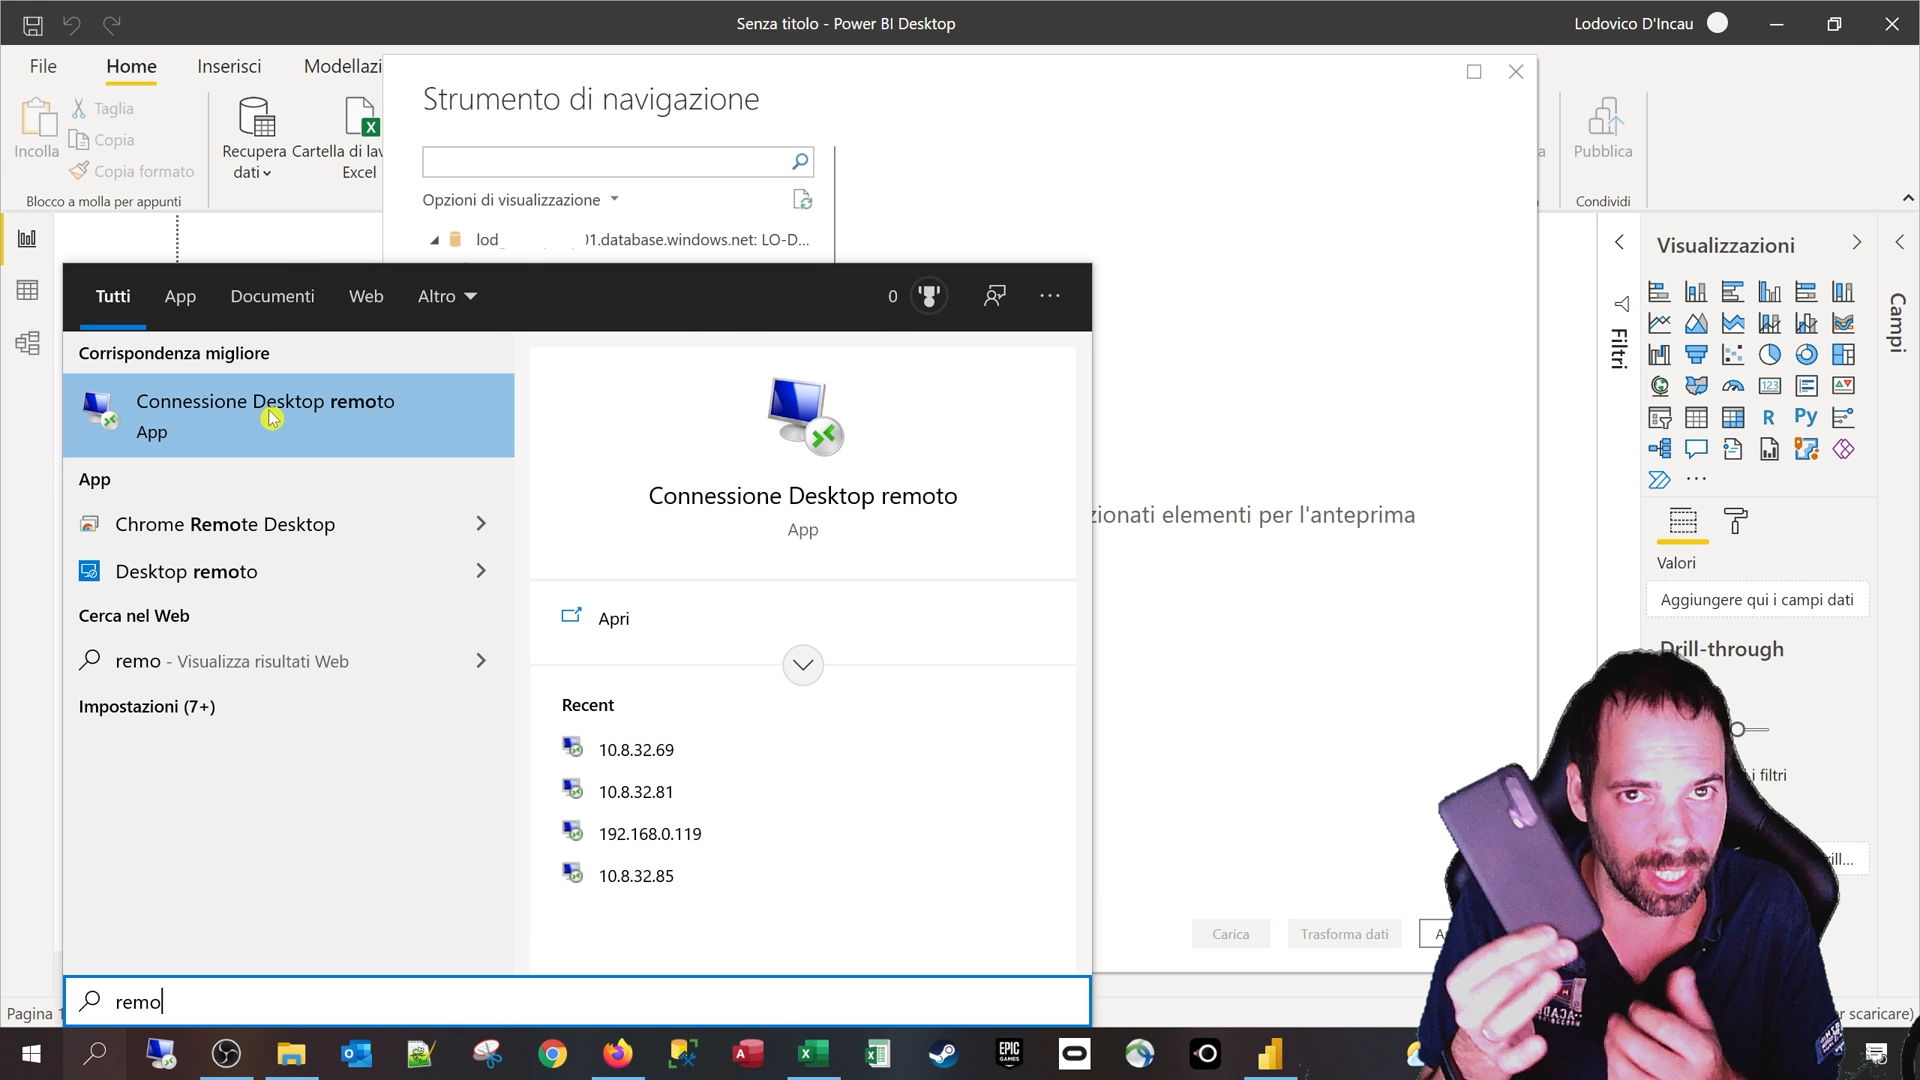 Senza titolo - Power BI Desktop
Lodovico D'Incau
File
Home
Inserisci
Modellazi
Incolla
Taglia
Copia
Copia formato
Blocco a molla per appunti
Recupera
dati
Cartella di lav
Excel
Strumento di navigazione
Opzioni di visualizzazione
lod_
01.database.windows.net: LO-D...
a
Pubblica
Condividi
Visualizzazioni
Filtri
Campi
123
R
Py
Valori
Aggiungere qui i campi dati
Drill-through
i filtri
ill...
zionati elementi per l'anteprima
Carica
Trasforma dati
Tutti
App
Documenti
Web
Altro
0
Corrispondenza migliore
Connessione Desktop remoto
App
App
Chrome Remote Desktop
Desktop remoto
Cerca nel Web
remo - Visualizza risultati Web
Impostazioni (7+)
Connessione Desktop remoto
App
Apri
Recent
10.8.32.69
10.8.32.81
192.168.0.119
10.8.32.85
remo
Pagina 1
r scaricare)
EPIC
GAMES